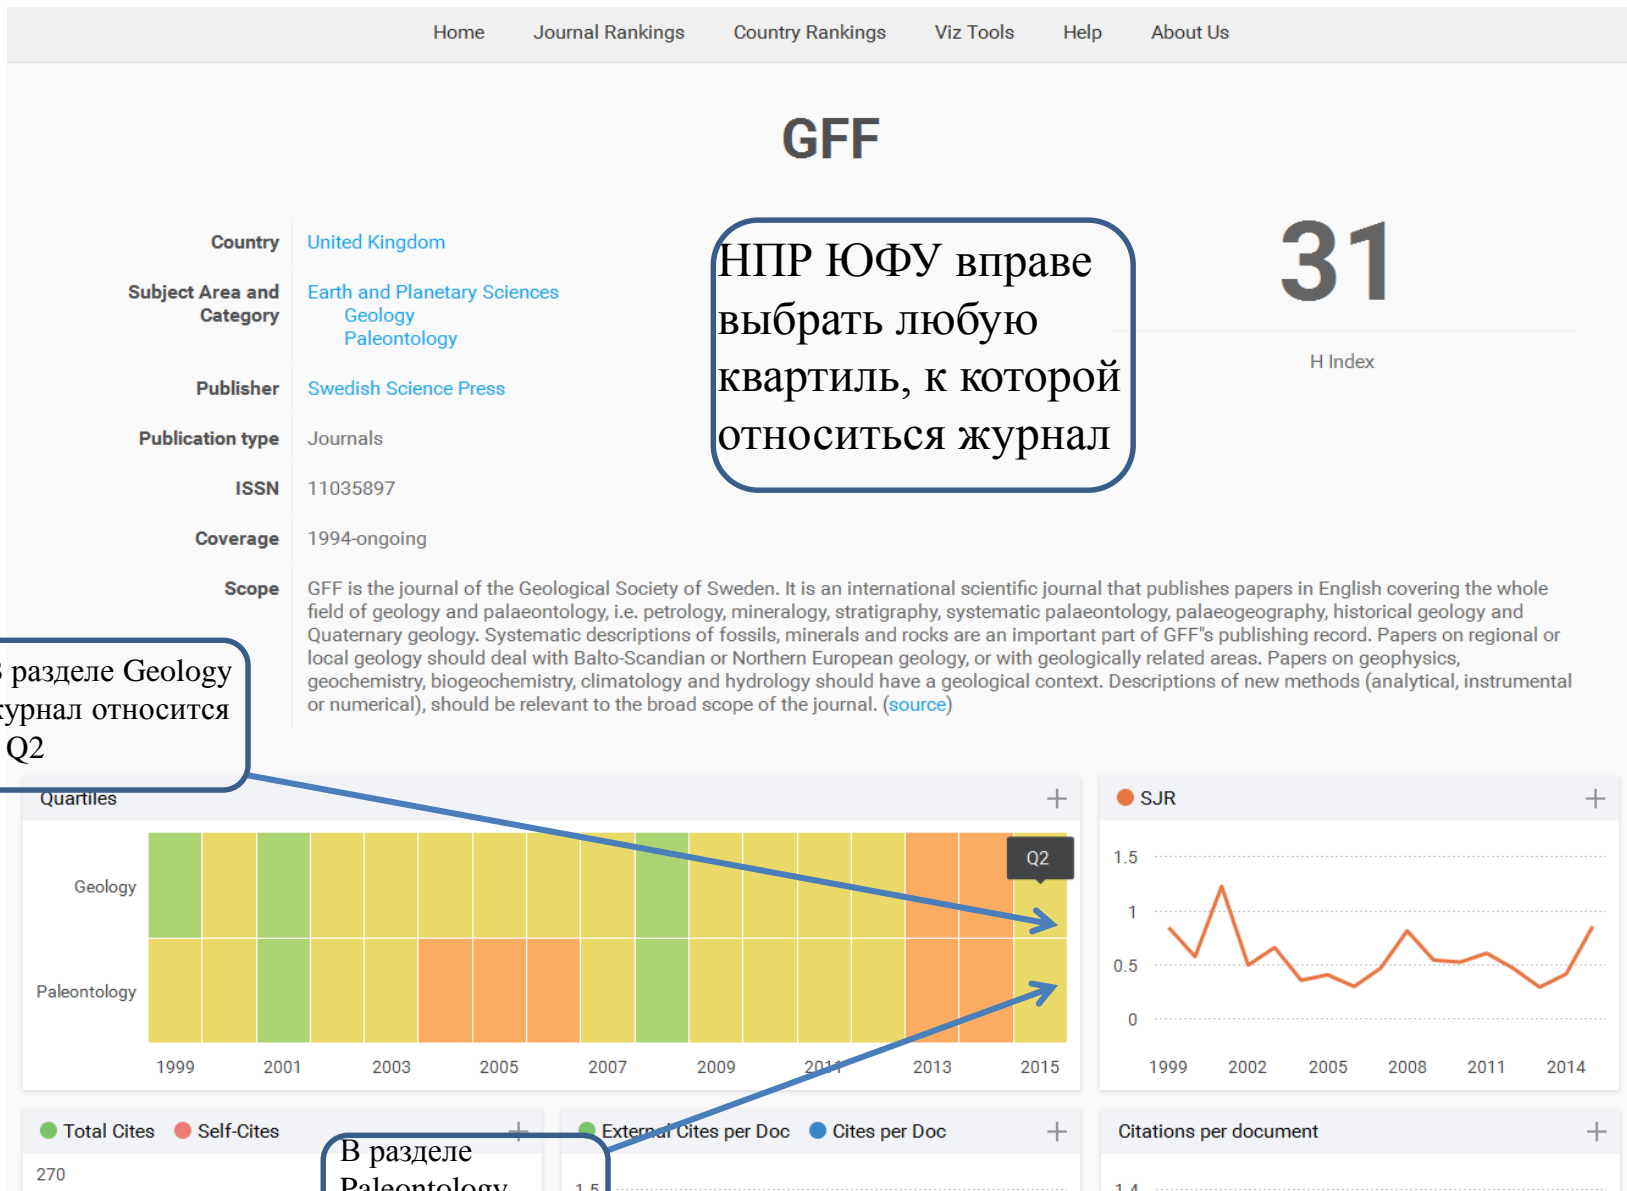 Home Journal Rankings Country Rankings Viz Tools Help About Us
GFF
Country United Kingdom
Subject Area and Category Earth and Planetary Sciences
Geology
Paleontology
Publisher Swedish Science Press
Publication type Journals
ISSN 11035897
Coverage 1994-ongoing
НПР ЮФУ вправе
выбрать любую
квартиль, к которой
относиться журнал
31
H Index
Scope GFF is the journal of the Geological Society of Sweden. It is an international scientific journal that publishes papers in English covering the whole
field of geology and palaeontology, i.e. petrology, mineralogy, stratigraphy, systematic palaeontology, palaeogeography, historical geology and
Quaternary geology. Systematic descriptions of fossils, minerals and rocks are an important part of GFF"s publishing record. Papers on regional or
local geology should deal with Balto-Scandian or Northern European geology, or with geologically related areas. Papers on geophysics,
geochemistry, biogeochemistry, climatology and hydrology should have a geological context. Descriptions of new methods (analytical, instrumental
or numerical), should be relevant to the broad scope of the journal. (source)
В разделе Geology
журнал относится
Q2
Quartiles
Q2
Geology
Paleontology
1999 2001 2003 2005 2007 2009 2011 2013 2015
SJR
1.5
1
0.5
0
1999 2002 2005 2008 2011 2014
Total Cites Self-Cites
270
В разделе
Paleontology
External Cites per Doc Cites per Doc
1.5
Citations per document
1.4